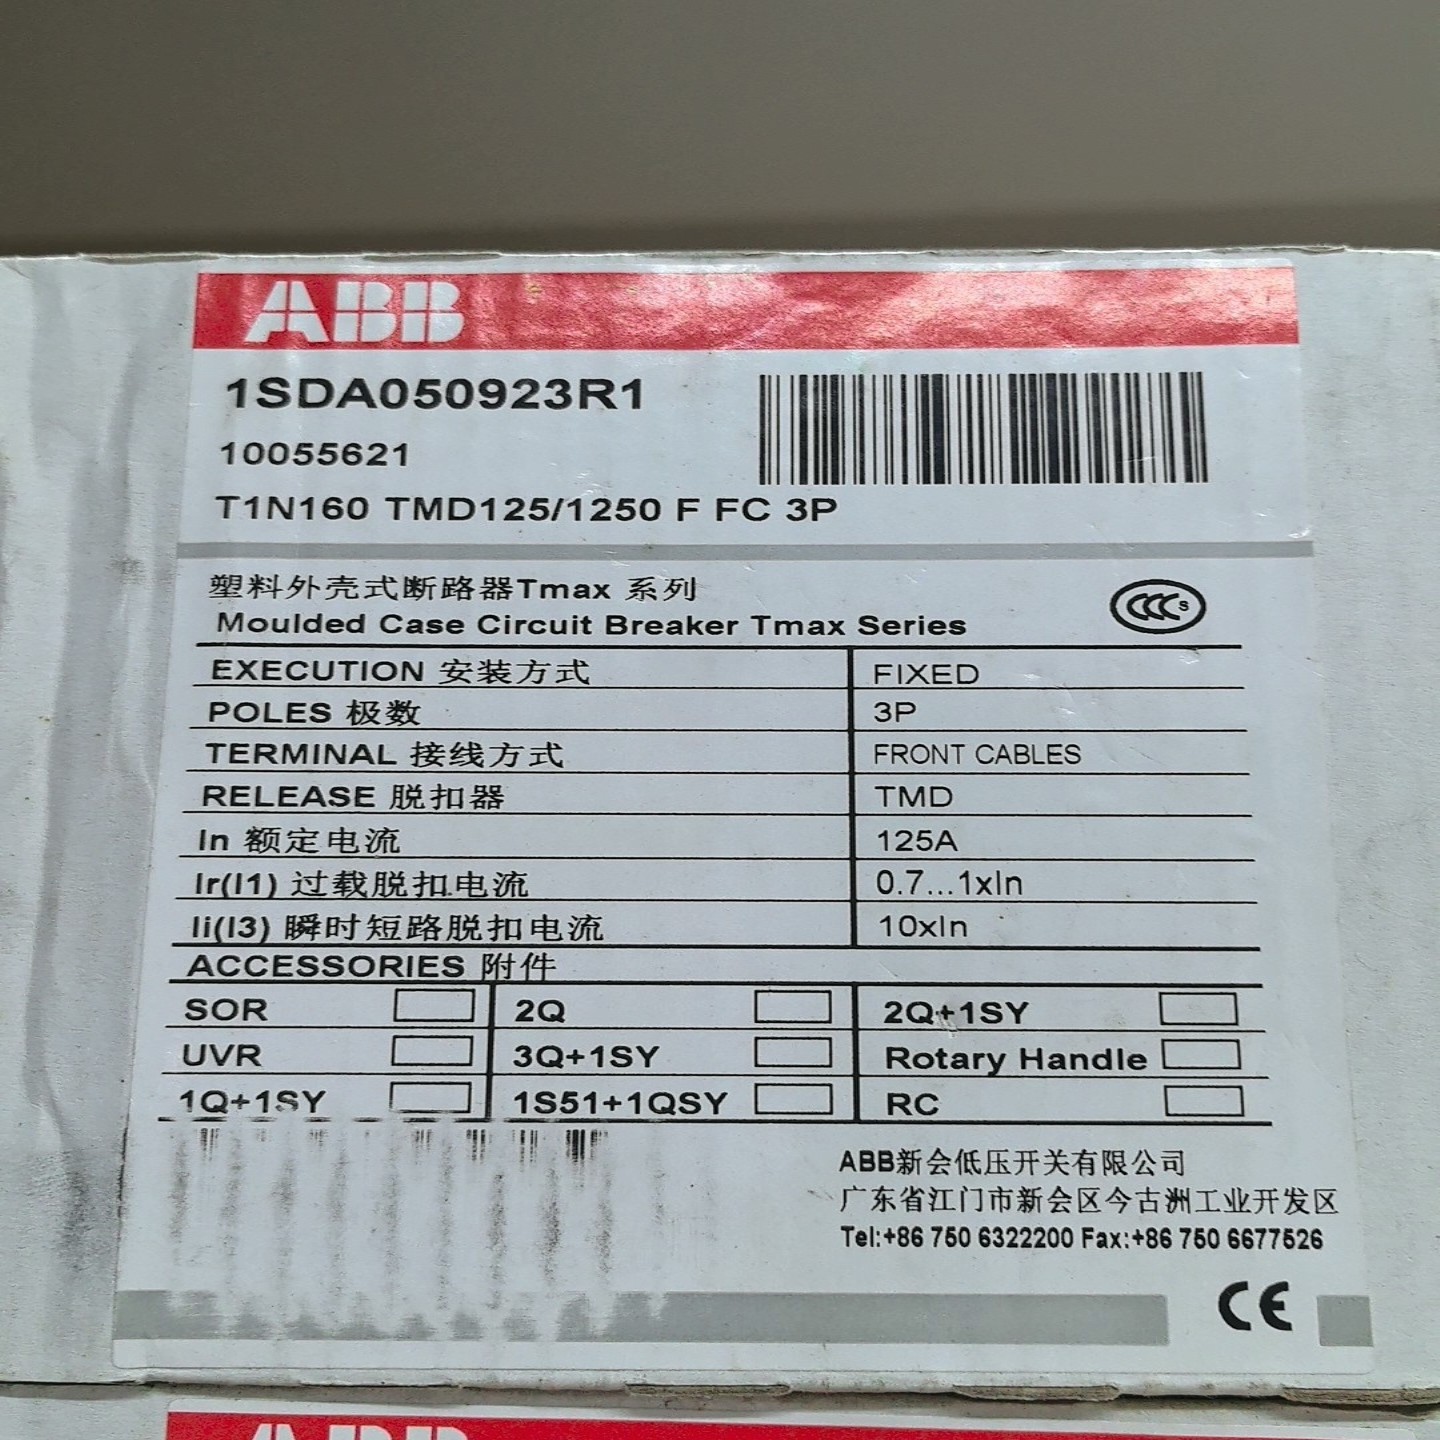 ABB
1SDA050923R1
10055621
T1N160 TMD125/1250 F FC 3P
塑料外壳式断路器Tmax 系列
Moulded Case Circuit Breaker Tmax Series
CCC S
EXECUTION 安装方式 FIXED
POLES 极数 3P
TERMINAL 接线方式 FRONT CABLES
RELEASE 脱扣器 TMD
In 额定电流 125A
Ir(I1) 过载脱扣电流 0.7...1xIn
Ii(I3) 瞬时短路脱扣电流 10xIn
ACCESSORIES 附件
SOR 2Q 2Q+1SY
UVR 3Q+1SY Rotary Handle
1Q+1SY 1S51+1QSY RC
ABB新会低压开关有限公司
广东省江门市新会区今古洲工业开发区
Tel:+86 750 6322200 Fax:+86 750 6677526
CE
ABB